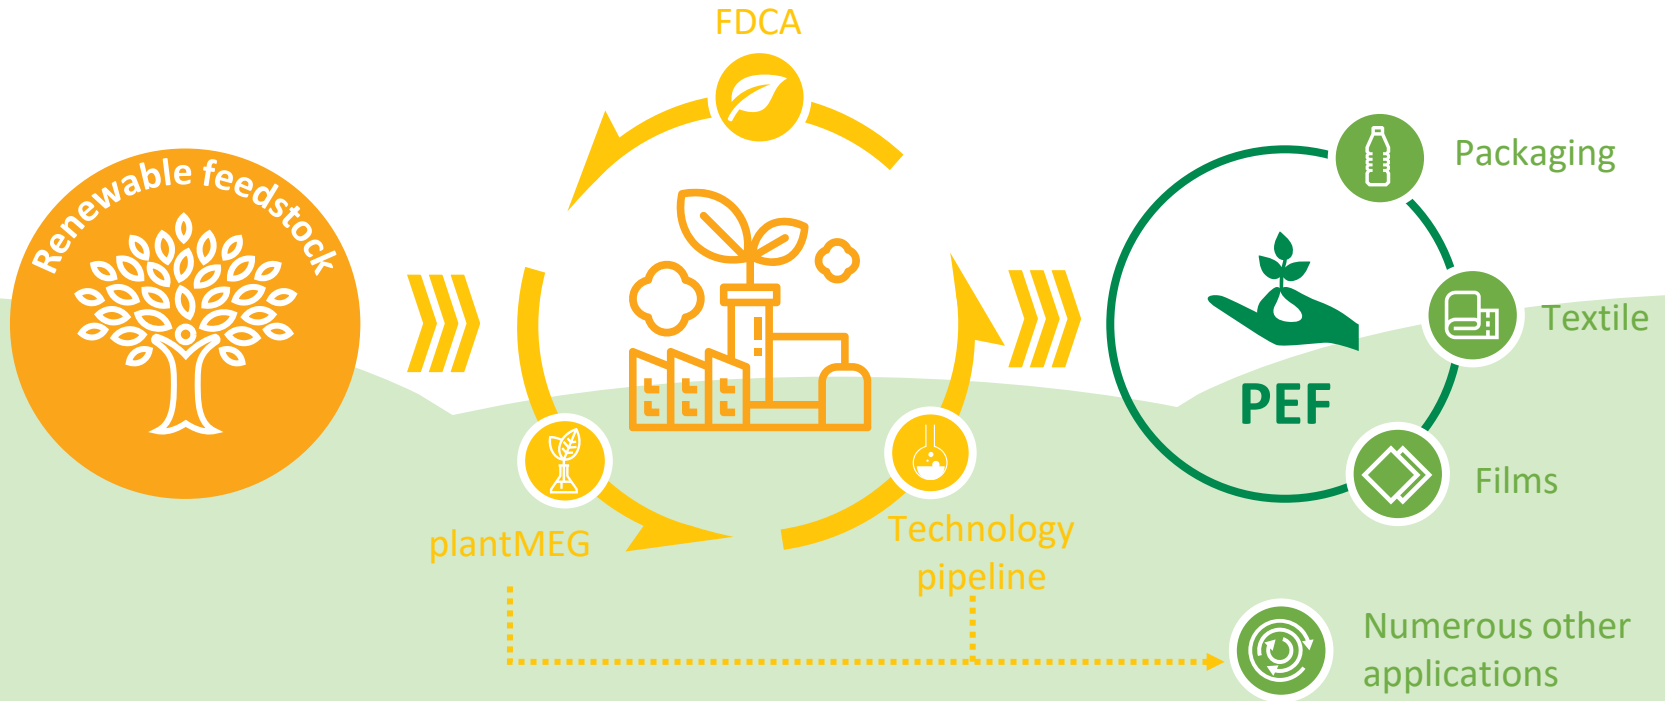 Renewable feedstock
FDCA
plantMEG
Technology
pipeline
PEF
Packaging
Textile
Films
Numerous other
applications